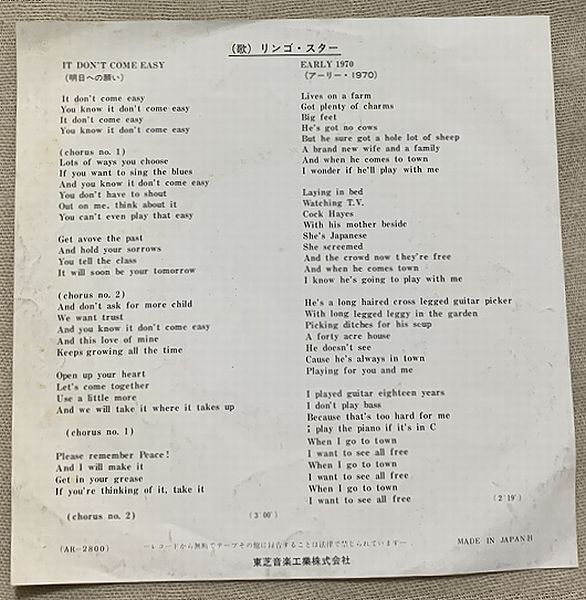 (歌) リンゴ・スター
IT DON'T COME EASY
(明日への願い)
It don't come easy
You know it don't come easy
It don't come easy
You know it don't come easy
(chorus no. 1)
Lots of ways you choose
If you want to sing the blues
And you know it don't come easy
You don't have to shout
Out on me, think about it
You can't even play that easy
Get avove the past
And hold your sorrows
You tell the class
It will soon be your tomorrow
(chorus no. 2)
And don't ask for more child
We want trust
And you know it don't come easy
And this love of mine
Keeps growing all the time
Open up your heart
Let's come together
Use a little more
And we will take it where it takes up
(chorus no. 1)
Please remember Peace!
And I will make it
Get in your grease
If you're thinking of it, take it
(chorus no. 2)
(3′00″)
EARLY 1970
(アーリー・1970)
Lives on a farm
Got plenty of charms
Big feet
He's got no cows
But he sure got a hole lot of sheep
A brand new wife and a family
And when he comes to town
I wonder if he'll play with me
Laying in bed
Watching T.V.
Cock Hayes
With his mother beside
She's Japanese
She screemed
And the crowd now they're free
And when he comes town
I know he's going to play with me
He's a long haired cross legged guitar picker
With long legged leggy in the garden
Picking ditches for his scup
A forty acre house
He doesn't see
Cause he's always in town
Playing for you and me
I played guitar eighteen years
I don't play bass
Because that's too hard for me
i play the piano if it's in C
When I go to town
I want to see all free
When I go to town
I want to see all free
When I go to town
I want to see all free
(2′19″)
(AR-2800)
―レコードから無断でテープその他に録音することは法律で禁じられています―
MADE IN JAPAN
東芝音楽工業株式会社